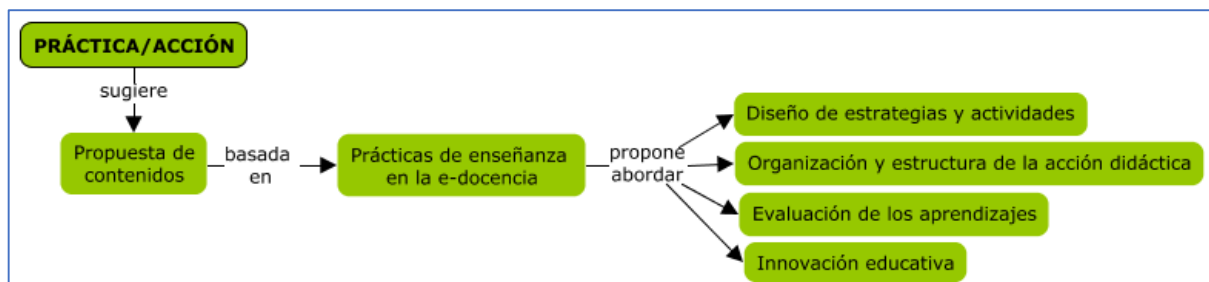 PRÁCTICA/ACCIÓN
sugiere
Propuesta de
contenidos
basada
en
Prácticas de enseñanza
en la e-docencia
propone
abordar
Diseño de estrategias y actividades
Organización y estructura de la acción didáctica
Evaluación de los aprendizajes
Innovación educativa